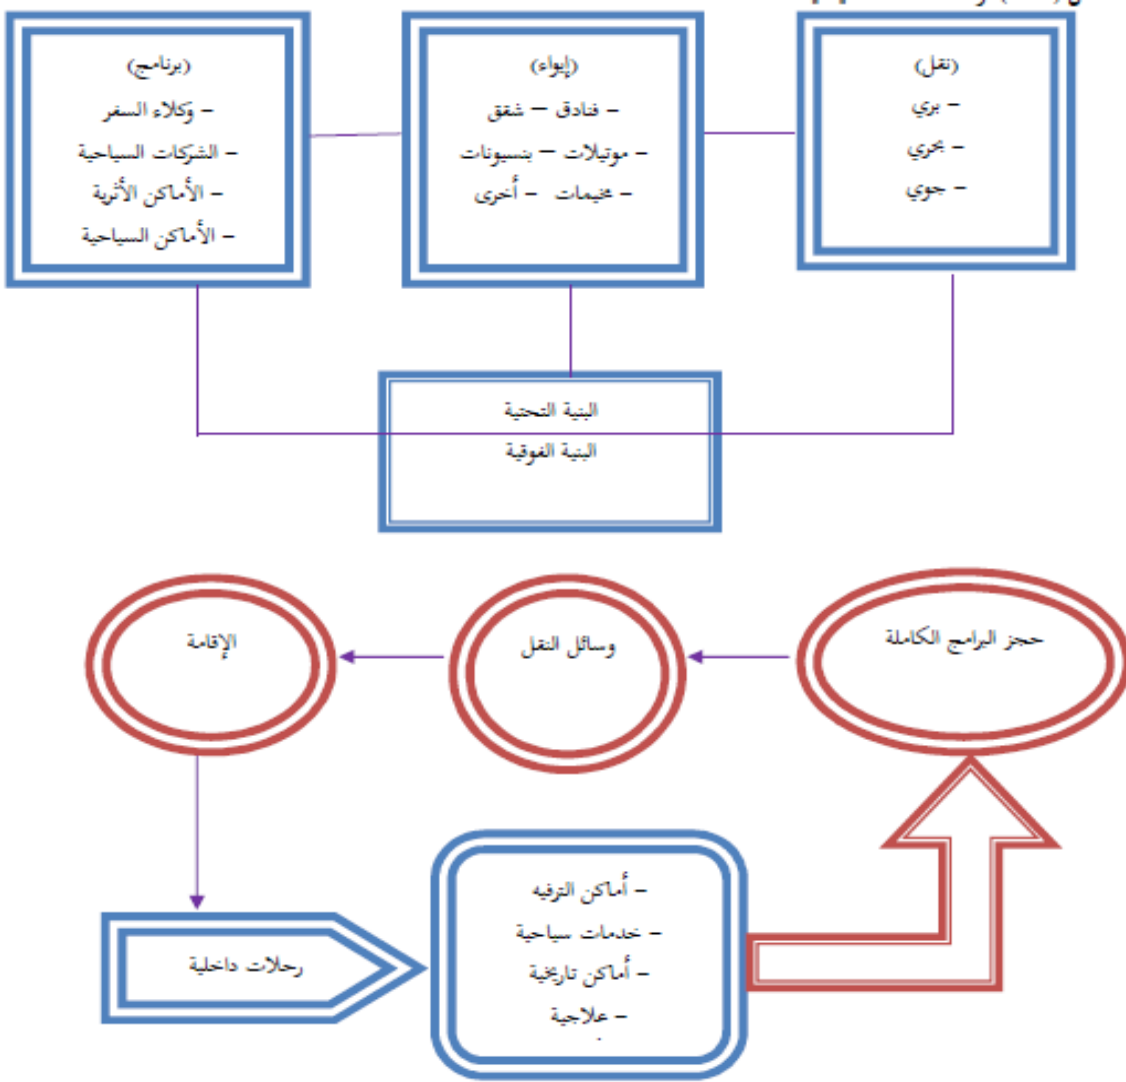 (نقل)
- بري
- بحري
- جوي
(إيواء)
- فنادق – شقق
- موتيلات – بنسيونات
- مخيمات - أخرى
(برنامج)
- وكلاء السفر
- الشركات السياحية
- الأماكن الأثرية
- الأماكن السياحية
البنية التحتية
البنية الفوقية
حجز البرامج الكاملة
وسائل النقل
الإقامة
رحلات داخلية
- أماكن الترفيه
- خدمات سياحية
- أماكن تاريخية
- علاجية